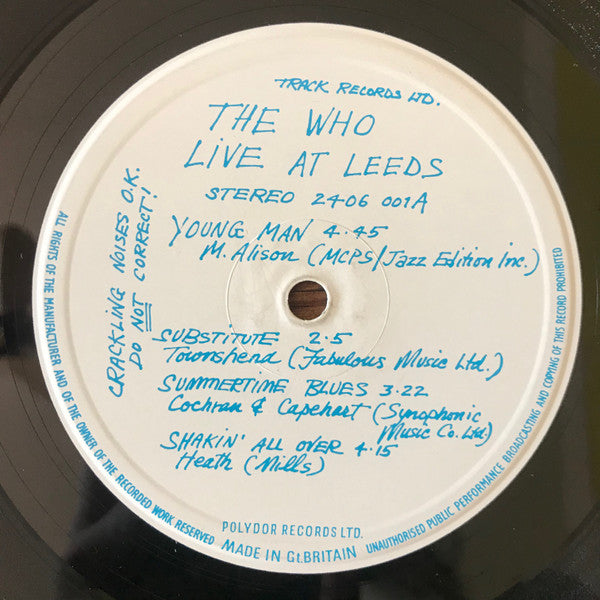 TRACK RECORDS LTD.
THE WHO
LiVE AT LEEDS
STEREO 2406 001A
YOUNG MAN 4.45
M. Alison (MCPS/Jazz Edition Inc.)
SUBSTITUTE 2.5
Townshend (Fabulous Music Ltd.)
SUMMERTIME BLUES 3.22
Cochran & Capehart (Synophonic
Music Co. Ltd)
SHAKIN' ALL OVER 4.15
Heath (Mills)
CRACKLING NOISES O.K.
DO NOT CORRECT!
POLYDOR RECORDS LTD.
ALL RIGHTS OF THE MANUFACTURER AND OF THE OWNER OF THE RECORDED WORK RESERVED
MADE IN Gt.BRITAIN
UNAUTHORISED PUBLIC PERFORMANCE BROADCASTING AND COPYING OF THIS RECORD PROHIBITED